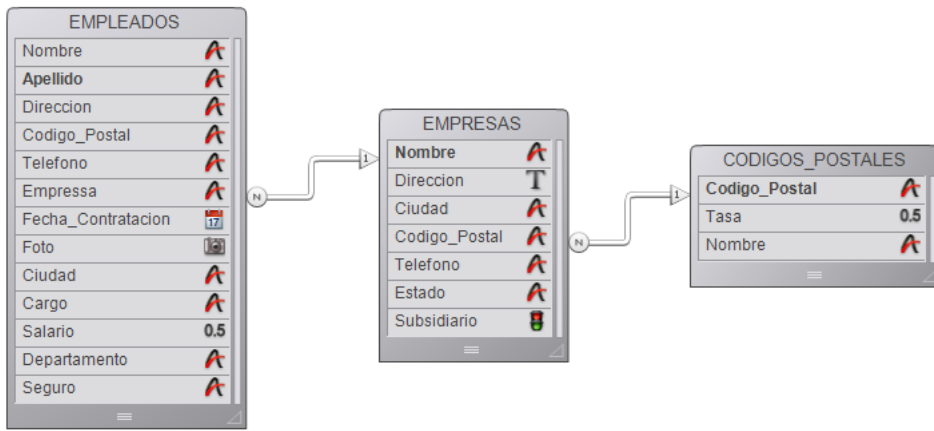 EMPLEADOS
Nombre
Apellido
Direccion
Codigo_Postal
Telefono
Empressa
Fecha_Contratacion 17
Foto
Ciudad
Cargo
Salario 0.5
Departamento
Seguro
N
1
EMPRESAS
Nombre
Direccion T
Ciudad
Codigo_Postal
Telefono
Estado
Subsidiario
N
1
CODIGOS_POSTALES
Codigo_Postal
Tasa 0.5
Nombre